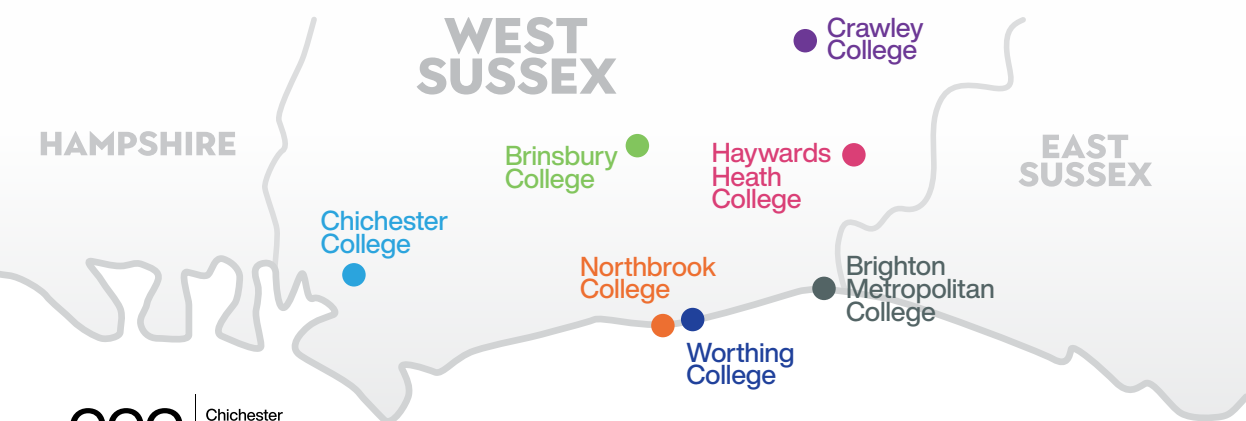 WEST
SUSSEX
Crawley
College
HAMPSHIRE
EAST
SUSSEX
Brinsbury
College
Haywards
Heath
College
Chichester
College
Northbrook
College
Brighton
Metropolitan
College
Worthing
College
Chichester